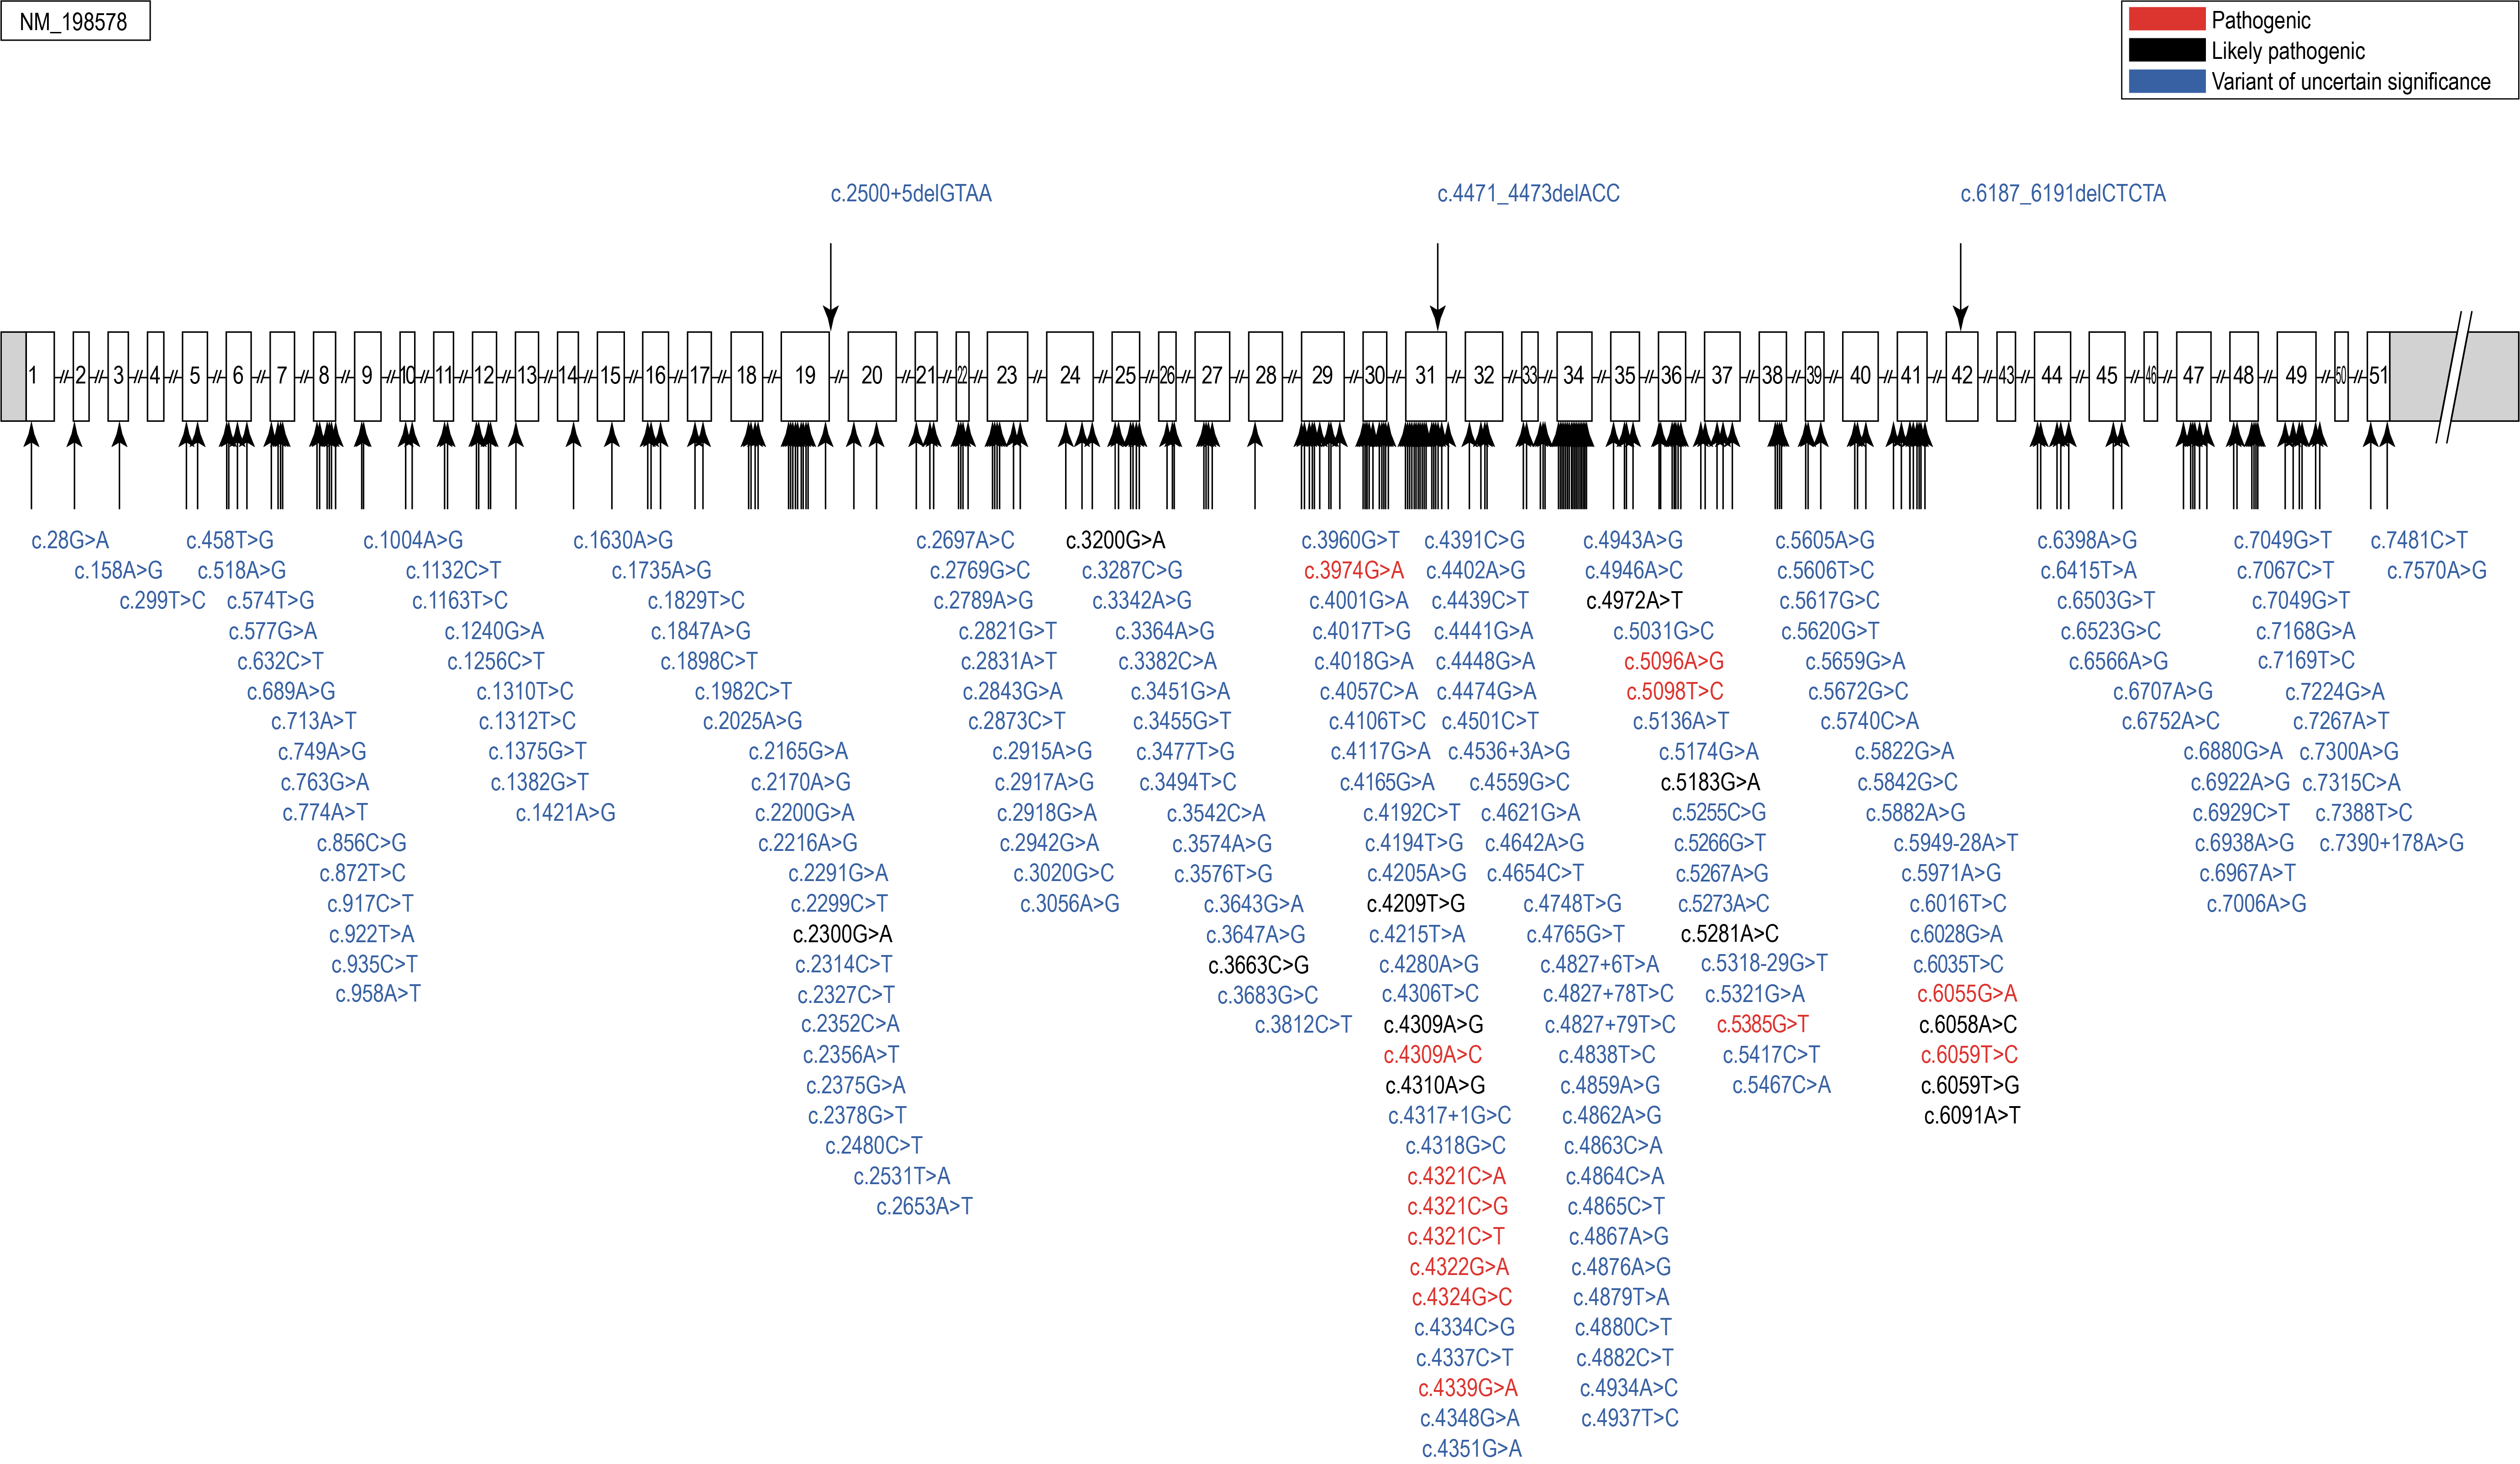 NM_198578
Pathogenic
Likely pathogenic
Variant of uncertain significance
c.2500+5delGTAA
c.4471_4473delACC
c.6187_6191delCTCTA
1 2 3 4 5 6 7 8 9 10 11 12 13 14 15 16 17 18 19 20 21 22 23 24 25 26 27 28 29 30 31 32 33 34 35 36 37 38 39 40 41 42 43 44 45 46 47 48 49 50 51
c.28G>A
c.158A>G
c.299T>C
c.458T>G
c.518A>G
c.574T>G
c.577G>A
c.632C>T
c.689A>G
c.713A>T
c.749A>G
c.763G>A
c.774A>T
c.856C>G
c.872T>C
c.917C>T
c.922T>A
c.935C>T
c.958A>T
c.1004A>G
c.1132C>T
c.1163T>C
c.1240G>A
c.1256C>T
c.1310T>C
c.1312T>C
c.1375G>T
c.1382G>T
c.1421A>G
c.1630A>G
c.1735A>G
c.1829T>C
c.1847A>G
c.1898C>T
c.1982C>T
c.2025A>G
c.2165G>A
c.2170A>G
c.2200G>A
c.2216A>G
c.2291G>A
c.2299C>T
c.2300G>A
c.2314C>T
c.2327C>T
c.2352C>A
c.2356A>T
c.2375G>A
c.2378G>T
c.2480C>T
c.2531T>A
c.2653A>T
c.2697A>C
c.2769G>C
c.2789A>G
c.2821G>T
c.2831A>T
c.2843G>A
c.2873C>T
c.2915A>G
c.2917A>G
c.2918G>A
c.2942G>A
c.3020G>C
c.3056A>G
c.3200G>A
c.3287C>G
c.3342A>G
c.3364A>G
c.3382C>A
c.3451G>A
c.3455G>T
c.3477T>G
c.3494T>C
c.3542C>A
c.3574A>G
c.3576T>G
c.3643G>A
c.3647A>G
c.3663C>G
c.3683G>C
c.3812C>T
c.3960G>T
c.3974G>A
c.4001G>A
c.4017T>G
c.4018G>A
c.4057C>A
c.4106T>C
c.4117G>A
c.4165G>A
c.4192C>T
c.4194T>G
c.4205A>G
c.4209T>G
c.4215T>A
c.4280A>G
c.4306T>C
c.4309A>G
c.4309A>C
c.4310A>G
c.4317+1G>C
c.4318G>C
c.4321C>A
c.4321C>G
c.4321C>T
c.4322G>A
c.4324G>C
c.4334C>G
c.4337C>T
c.4339G>A
c.4348G>A
c.4351G>A
c.4391C>G
c.4402A>G
c.4439C>T
c.4441G>A
c.4448G>A
c.4474G>A
c.4501C>T
c.4536+3A>G
c.4559G>C
c.4621G>A
c.4642A>G
c.4654C>T
c.4748T>G
c.4765G>T
c.4827+6T>A
c.4827+78T>C
c.4827+79T>C
c.4838T>C
c.4859A>G
c.4862A>G
c.4863C>A
c.4864C>A
c.4865C>T
c.4867A>G
c.4876A>G
c.4879T>A
c.4880C>T
c.4882C>T
c.4934A>C
c.4937T>C
c.4943A>G
c.4946A>C
c.4972A>T
c.5031G>C
c.5096A>G
c.5098T>C
c.5136A>T
c.5174G>A
c.5183G>A
c.5255C>G
c.5266G>T
c.5267A>G
c.5273A>C
c.5281A>C
c.5318-29G>T
c.5321G>A
c.5385G>T
c.5417C>T
c.5467C>A
c.5605A>G
c.5606T>C
c.5617G>C
c.5620G>T
c.5659G>A
c.5672G>C
c.5740C>A
c.5822G>A
c.5842G>C
c.5882A>G
c.5949-28A>T
c.5971A>G
c.6016T>C
c.6028G>A
c.6035T>C
c.6055G>A
c.6058A>C
c.6059T>C
c.6059T>G
c.6091A>T
c.6398A>G
c.6415T>A
c.6503G>T
c.6523G>C
c.6566A>G
c.6707A>G
c.6752A>C
c.6880G>A
c.6922A>G
c.6929C>T
c.6938A>G
c.6967A>T
c.7006A>G
c.7049G>T
c.7067C>T
c.7049G>T
c.7168G>A
c.7169T>C
c.7224G>A
c.7267A>T
c.7300A>G
c.7315C>A
c.7388T>C
c.7390+178A>G
c.7481C>T
c.7570A>G